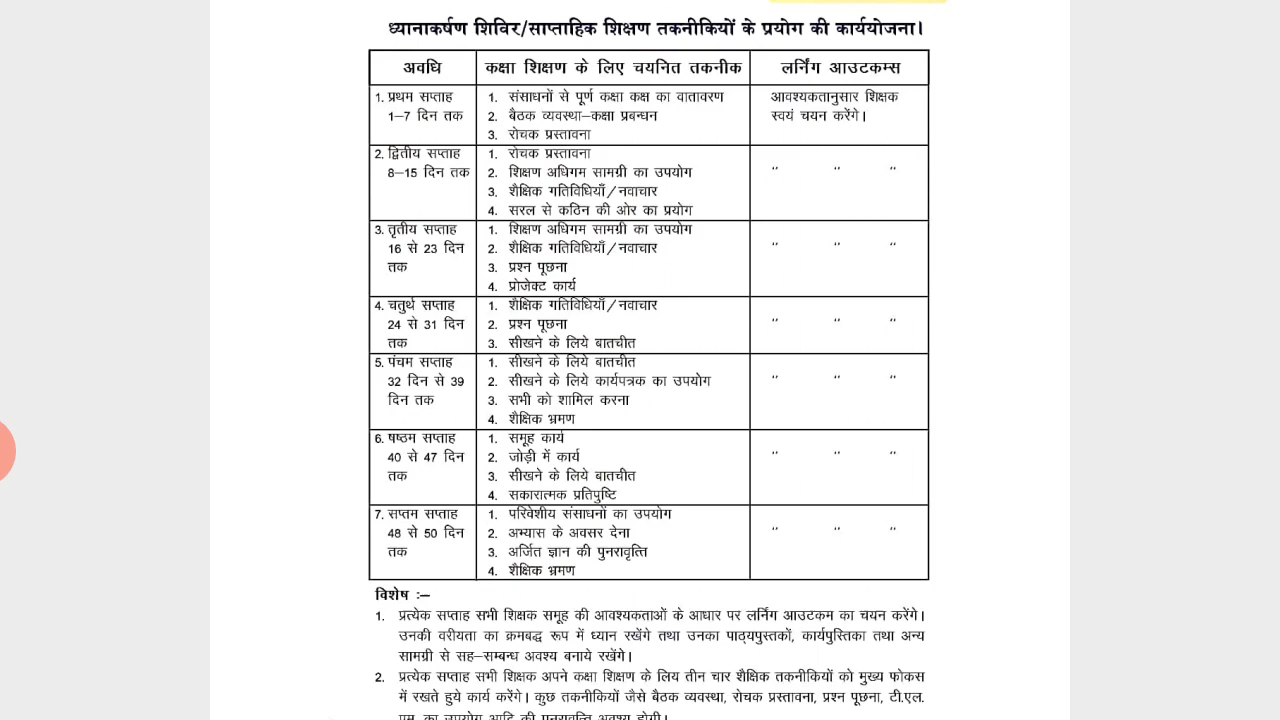 ध्यानाकर्षण शिविर/साप्ताहिक शिक्षण तकनीकियों के प्रयोग की कार्ययोजना।
अवधि कक्षा शिक्षण के लिए चयनित तकनीक लर्निंग आउटकम्स
1. प्रथम सप्ताह 1. संसाधनों से पूर्ण कक्षा कक्ष का वातावरण आवश्यकतानुसार शिक्षक
1–7 दिन तक 2. बैठक व्यवस्था–कक्षा प्रबन्धन स्वयं चयन करेंगे।
3. रोचक प्रस्तावना
2. द्वितीय सप्ताह 1. रोचक प्रस्तावना
8–15 दिन तक 2. शिक्षण अधिगम सामग्री का उपयोग '' '' ''
3. शैक्षिक गतिविधियाँ/नवाचार
4. सरल से कठिन की ओर का प्रयोग
3. तृतीय सप्ताह 1. शिक्षण अधिगम सामग्री का उपयोग
16 से 23 दिन 2. शैक्षिक गतिविधियाँ/नवाचार '' '' ''
तक 3. प्रश्न पूछना
4. प्रोजेक्ट कार्य
4. चतुर्थ सप्ताह 1. शैक्षिक गतिविधियाँ/नवाचार
24 से 31 दिन 2. प्रश्न पूछना '' '' ''
तक 3. सीखने के लिये बातचीत
5. पंचम सप्ताह 1. सीखने के लिये बातचीत
32 दिन से 39 2. सीखने के लिये कार्यपत्रक का उपयोग '' '' ''
दिन तक 3. सभी को शामिल करना
4. शैक्षिक भ्रमण
6. षष्ठम सप्ताह 1. समूह कार्य
40 से 47 दिन 2. जोड़ी में कार्य '' '' ''
तक 3. सीखने के लिये बातचीत
4. सकारात्मक प्रतिपुष्टि
7. सप्तम सप्ताह 1. परिवेशीय संसाधनों का उपयोग
48 से 50 दिन 2. अभ्यास के अवसर देना '' '' ''
तक 3. अर्जित ज्ञान की पुनरावृत्ति
4. शैक्षिक भ्रमण
विशेष :–
1. प्रत्येक सप्ताह सभी शिक्षक समूह की आवश्यकताओं के आधार पर लर्निंग आउटकम का चयन करेंगे।
उनकी वरीयता का क्रमबद्ध रूप में ध्यान रखेंगे तथा उनका पाठ्यपुस्तकों, कार्यपुस्तिका तथा अन्य
सामग्री से सह–सम्बन्ध अवश्य बनाये रखेंगे।
2. प्रत्येक सप्ताह सभी शिक्षक अपने कक्षा शिक्षण के लिय तीन चार शैक्षिक तकनीकियों को मुख्य फोकस
में रखते हुये कार्य करेंगे। कुछ तकनीकियों जैसे बैठक व्यवस्था, रोचक प्रस्तावना, प्रश्न पूछना, टी.एल.
एम. का उपयोग आदि की पुनरावृत्ति अवश्य होगी।